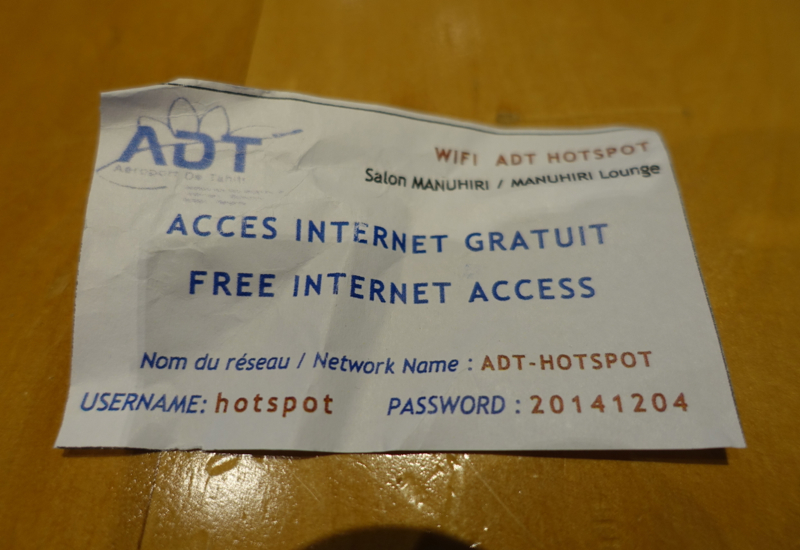 ADT
Aéroport De Tahiti
WIFI ADT HOTSPOT
Salon MANUHIRI / MANUHIRI Lounge
ACCES INTERNET GRATUIT
FREE INTERNET ACCESS
Nom du réseau / Network Name : ADT-HOTSPOT
USERNAME: hotspot PASSWORD : 20141204